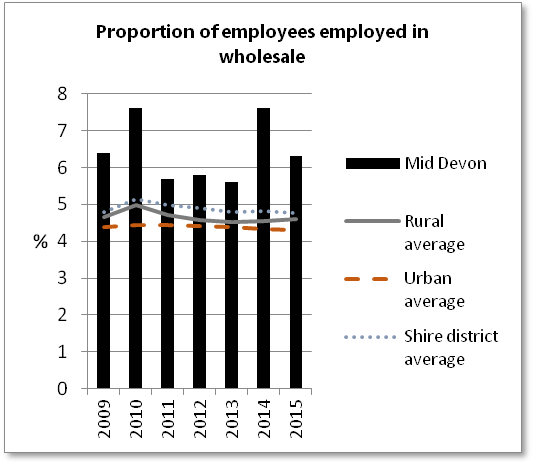 Proportion of employees employed in
wholesale
8
7
6
5
4
3
2
1
0
%
2009
2010
2011
2012
2013
2014
2015
Mid Devon
Rural
average
Urban
average
Shire district
average